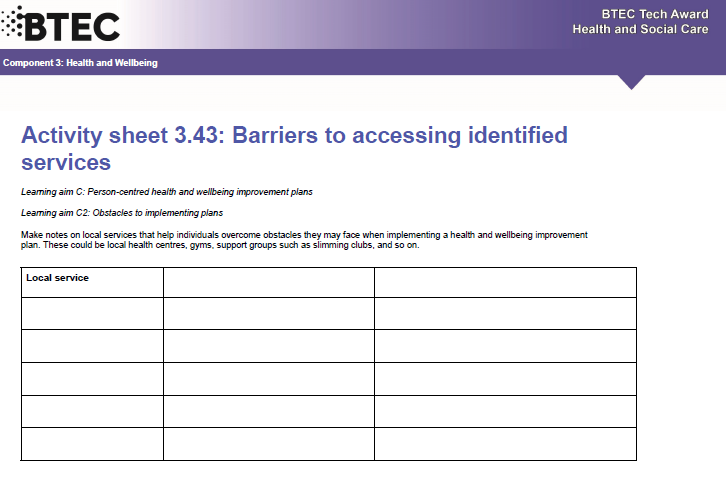 BTEC
BTEC Tech Award
Health and Social Care
Component 3: Health and Wellbeing
Activity sheet 3.43: Barriers to accessing identified
services
Learning aim C: Person-centred health and wellbeing improvement plans
Learning aim C2: Obstacles to implementing plans
Make notes on local services that help individuals overcome obstacles they may face when implementing a health and wellbeing improvement
plan. These could be local health centres, gyms, support groups such as slimming clubs, and so on.
Local service